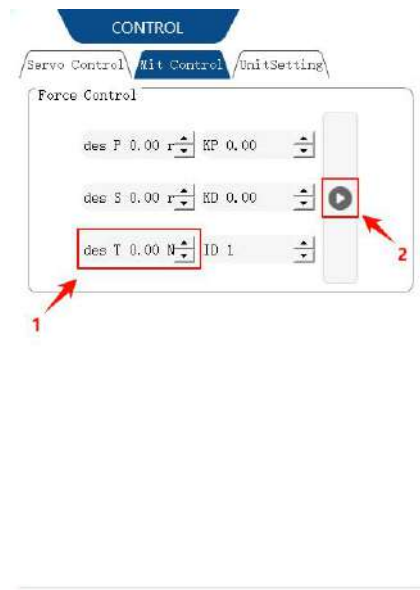 CONTROL
Servo Control Mit Control UnitSetting
Force Control
des P 0.00 r KP 0.00
des S 0.00 r KD 0.00
des T 0.00 N ID 1
1
2